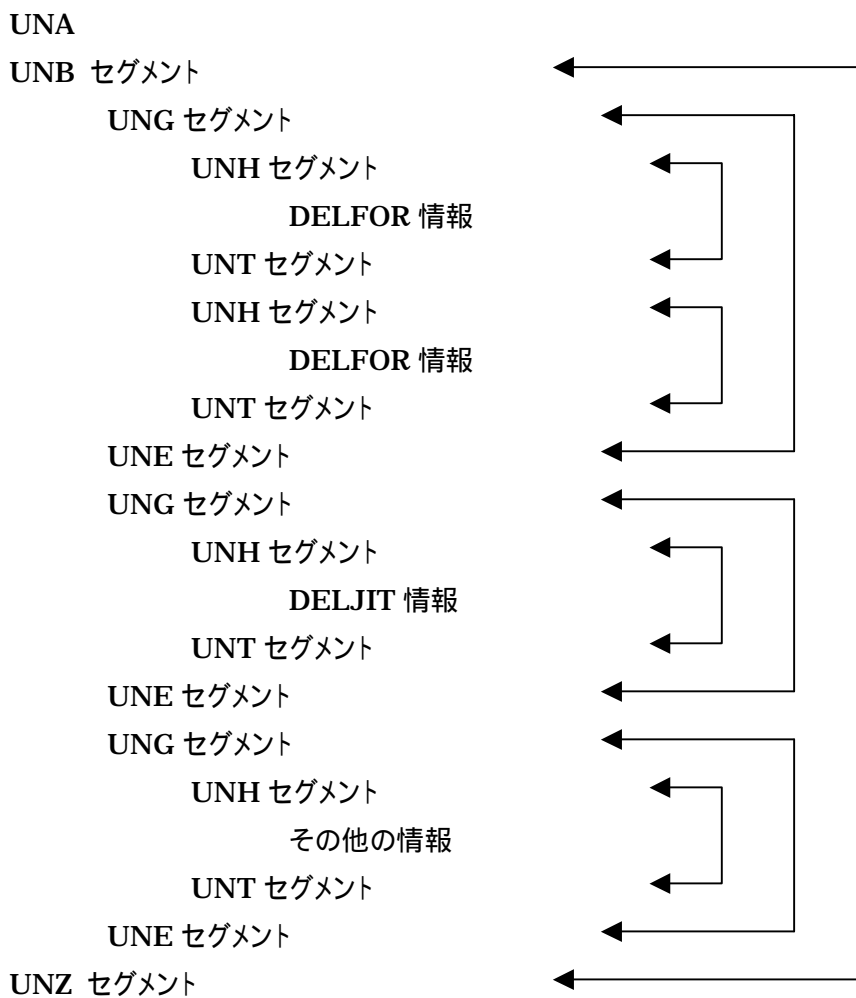 UNA
UNB セグメント
UNG セグメント
UNH セグメント
DELFOR 情報
UNT セグメント
UNH セグメント
DELFOR 情報
UNT セグメント
UNE セグメント
UNG セグメント
UNH セグメント
DELJIT 情報
UNT セグメント
UNE セグメント
UNG セグメント
UNH セグメント
その他の情報
UNT セグメント
UNE セグメント
UNZ セグメント